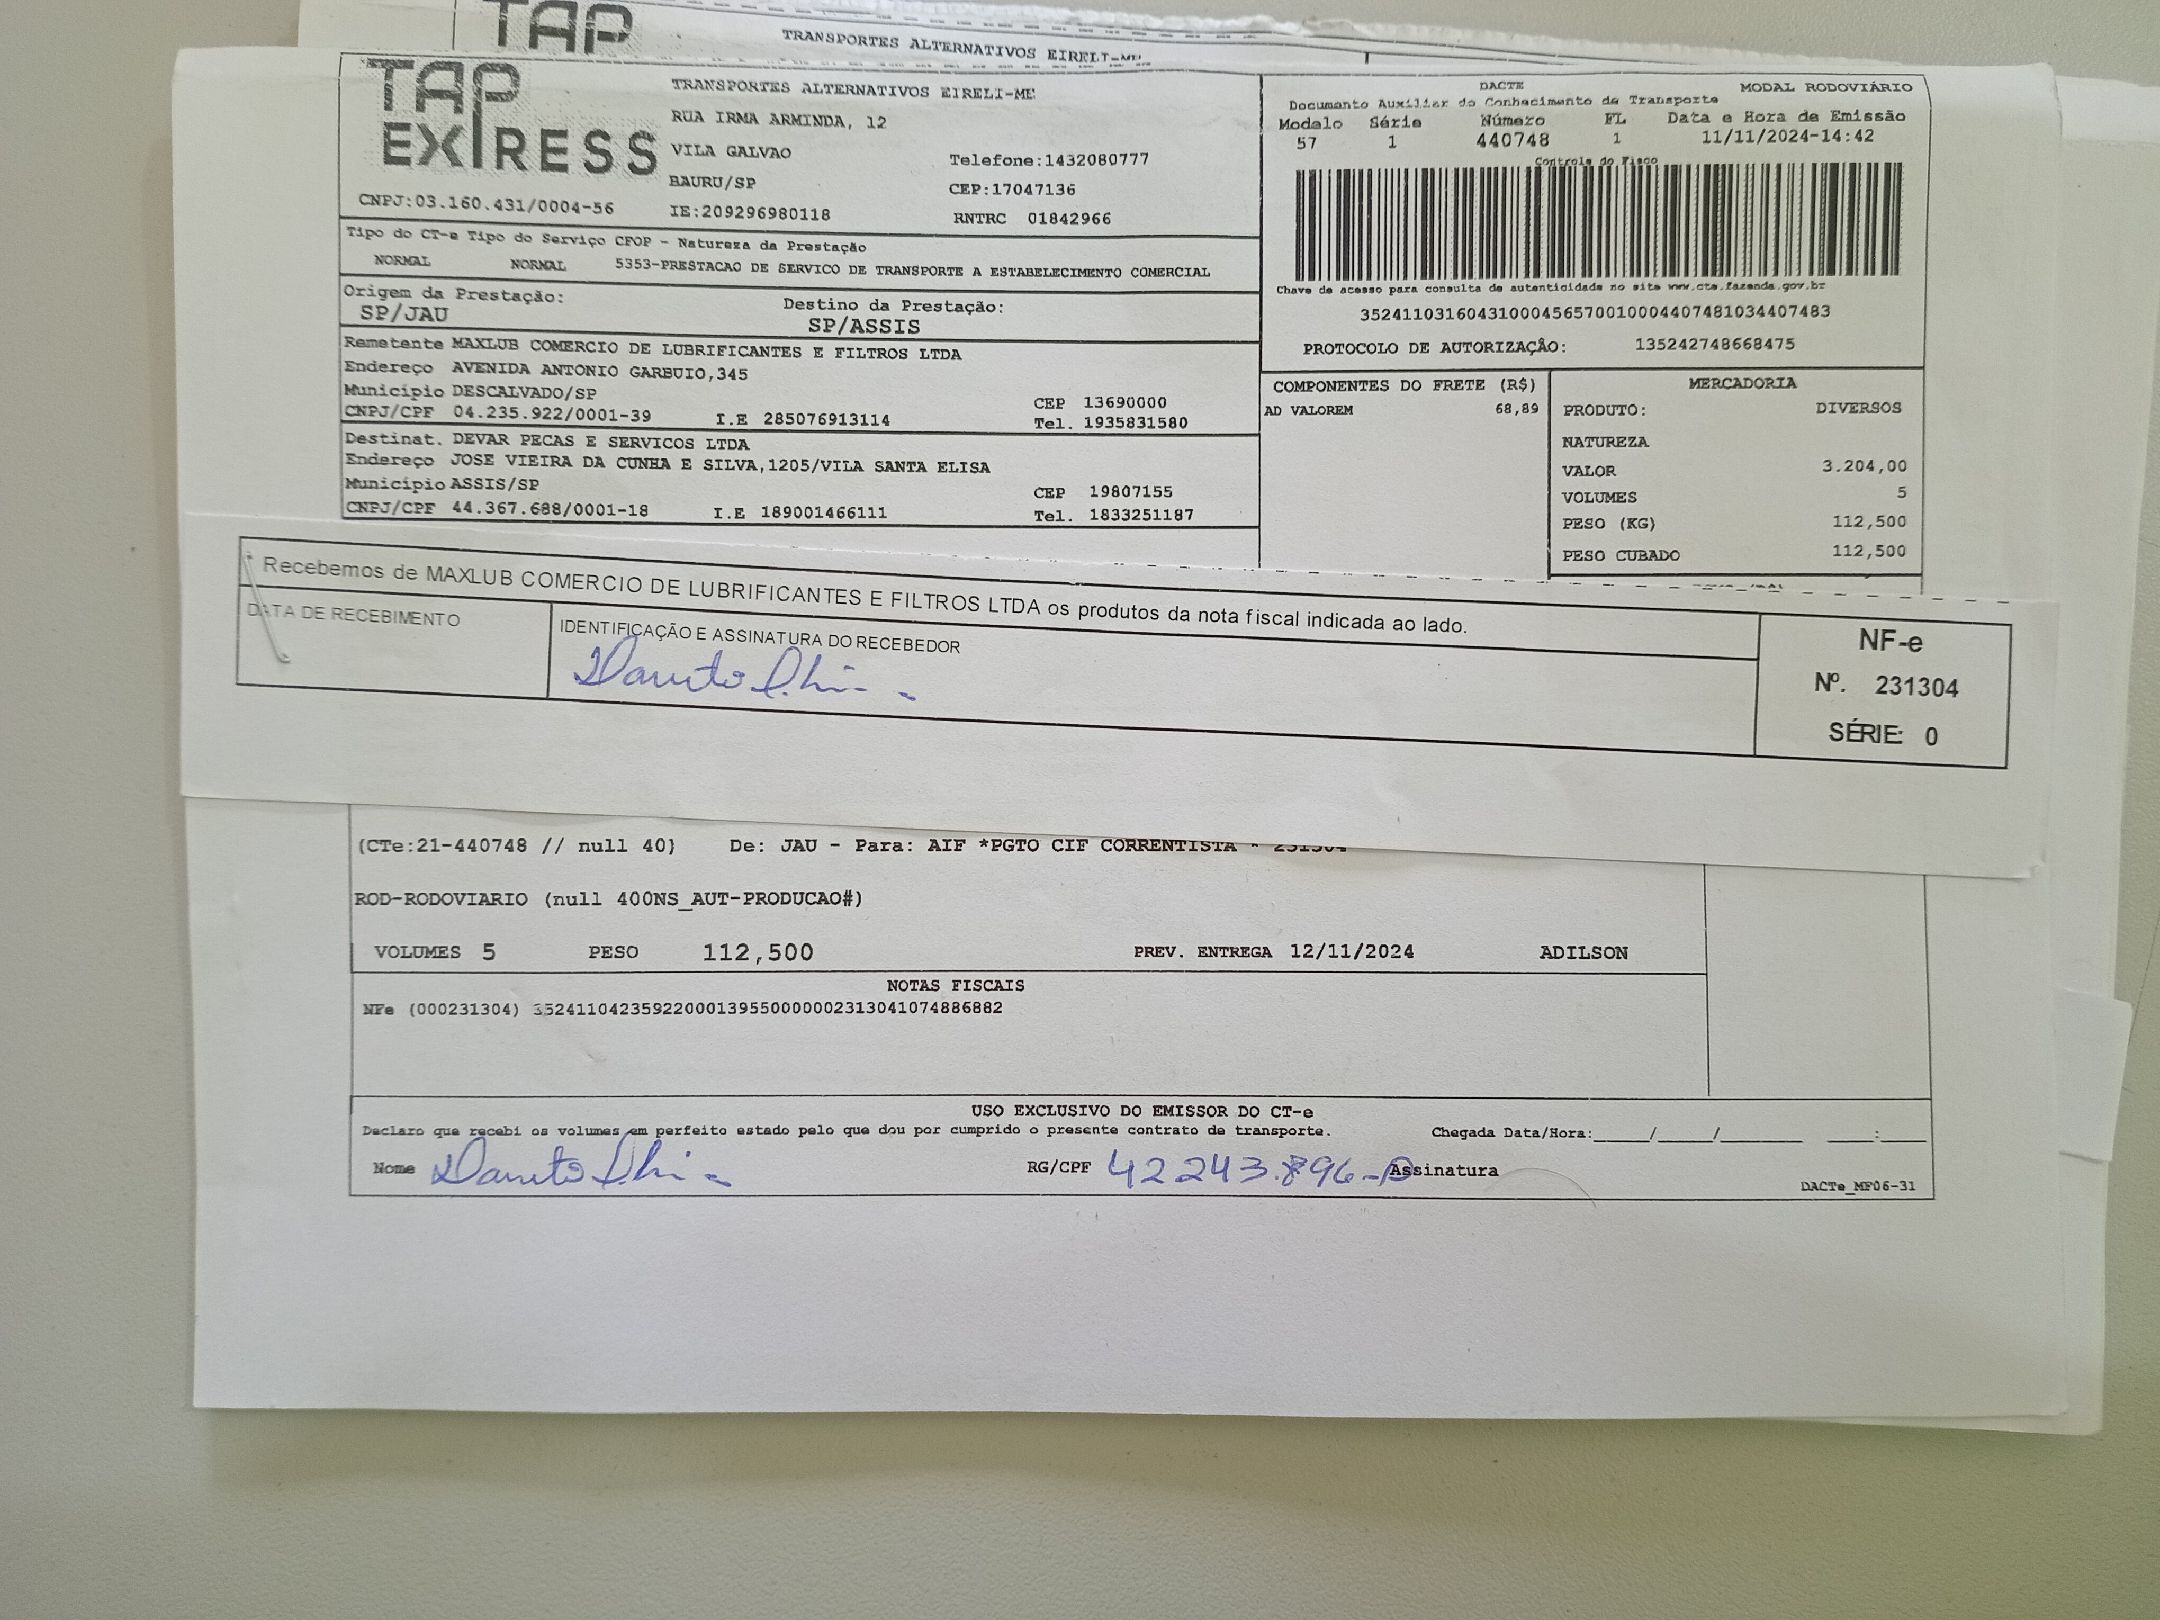 TAP
TRANSPORTES ALTERNATIVOS EIRELI-ME
TAP EXPRESS
TRANSPORTES ALTERNATIVOS EIRELI-ME
RUA IRMA ARMINDA, 12
VILA GALVAO
Telefone:1432080777
BAURU/SP
CEP:17047136
CNPJ:03.160.431/0004-56
IE:209296980118
RNTRC 01842966
DACTE
MODAL RODOVIÁRIO
Documento Auxiliar do Conhecimento de Transporte
Modelo Série Número FL Data e Hora de Emissão
57 1 440748 1 11/11/2024-14:42
Controle do Fisco
Chave de acesso para consulta de autenticidade no site www.cte.fazenda.gov.br
35241103160431000456570010004407481034407483
PROTOCOLO DE AUTORIZAÇÃO: 135242748668475
Tipo do CT-e Tipo do Serviço CFOP - Natureza da Prestação
NORMAL NORMAL 5353-PRESTACAO DE SERVICO DE TRANSPORTE A ESTABELECIMENTO COMERCIAL
Origem da Prestação: Destino da Prestação:
SP/JAU SP/ASSIS
Remetente MAXLUB COMERCIO DE LUBRIFICANTES E FILTROS LTDA
Endereço AVENIDA ANTONIO GARBUIO,345
Município DESCALVADO/SP CEP 13690000
CNPJ/CPF 04.235.922/0001-39 I.E 285076913114 Tel. 1935831580
Destinat. DEVAR PECAS E SERVICOS LTDA
Endereço JOSE VIEIRA DA CUNHA E SILVA,1205/VILA SANTA ELISA
Município ASSIS/SP CEP 19807155
CNPJ/CPF 44.367.688/0001-18 I.E 189001466111 Tel. 1833251187
COMPONENTES DO FRETE (R$)
AD VALOREM 68,89
MERCADORIA
PRODUTO: DIVERSOS
NATUREZA
VALOR 3.204,00
VOLUMES 5
PESO (KG) 112,500
PESO CUBADO 112,500
Recebemos de MAXLUB COMERCIO DE LUBRIFICANTES E FILTROS LTDA os produtos da nota fiscal indicada ao lado.
DATA DE RECEBIMENTO
IDENTIFICAÇÃO E ASSINATURA DO RECEBEDOR
NF-e
Nº. 231304
SÉRIE: 0
(CTe:21-440748 // null 40) De: JAU - Para: AIF *PGTO CIF CORRENTISTA * 231304
ROD-RODOVIARIO (null 400NS_AUT-PRODUCAO#)
VOLUMES 5 PESO 112,500 PREV. ENTREGA 12/11/2024 ADILSON
NOTAS FISCAIS
NFe (000231304) 35241104235922000139550000002313041074886882
USO EXCLUSIVO DO EMISSOR DO CT-e
Declaro que recebi os volumes em perfeito estado pelo que dou por cumprido o presente contrato de transporte. Chegada Data/Hora:_____/_____/_______ ____:____
Nome RG/CPF 42243.896- Assinatura
DACTe_MF06-31